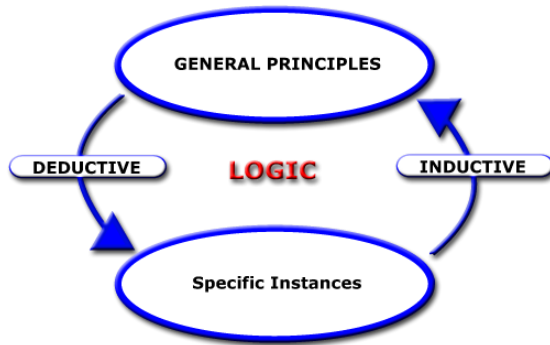 GENERAL PRINCIPLES
DEDUCTIVE
LOGIC
INDUCTIVE
Specific Instances